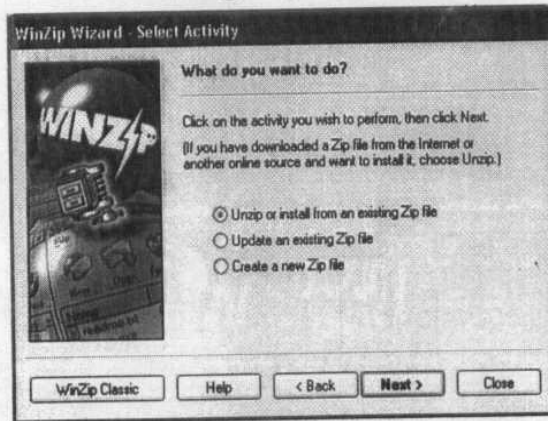 WinZip Wizard - Select Activity
What do you want to do?
WINZIP
Click on the activity you wish to perform, then click Next.
(If you have downloaded a Zip file from the Internet or
another online source and want to install it, choose Unzip.)
Unzip or install from an existing Zip file
Update an existing Zip file
Create a new Zip file
WinZip Classic
Help
< Back
Next >
Close